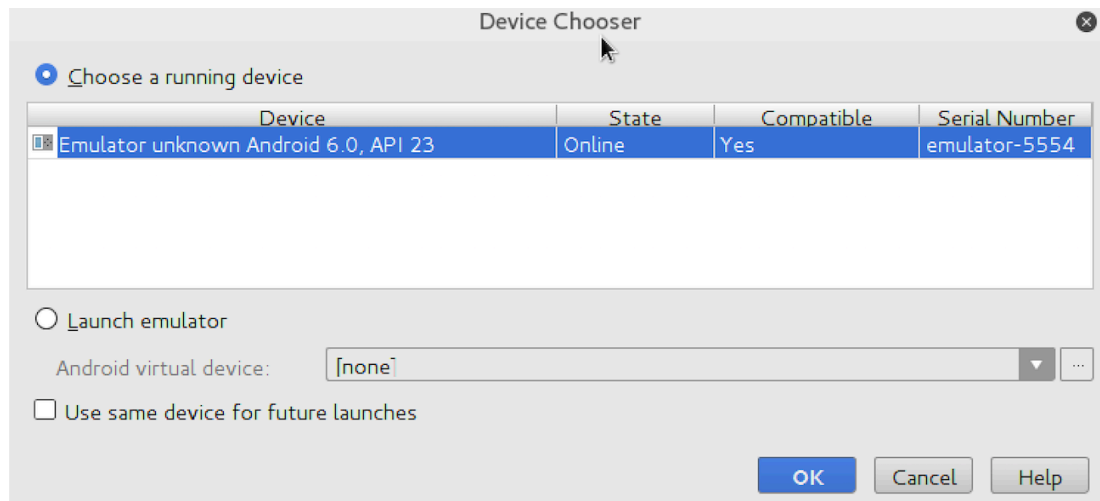 Device Chooser
Choose a running device
Device State Compatible Serial Number
Emulator unknown Android 6.0, API 23 Online Yes emulator-5554
Launch emulator
Android virtual device: [none]
...
Use same device for future launches
OK Cancel Help